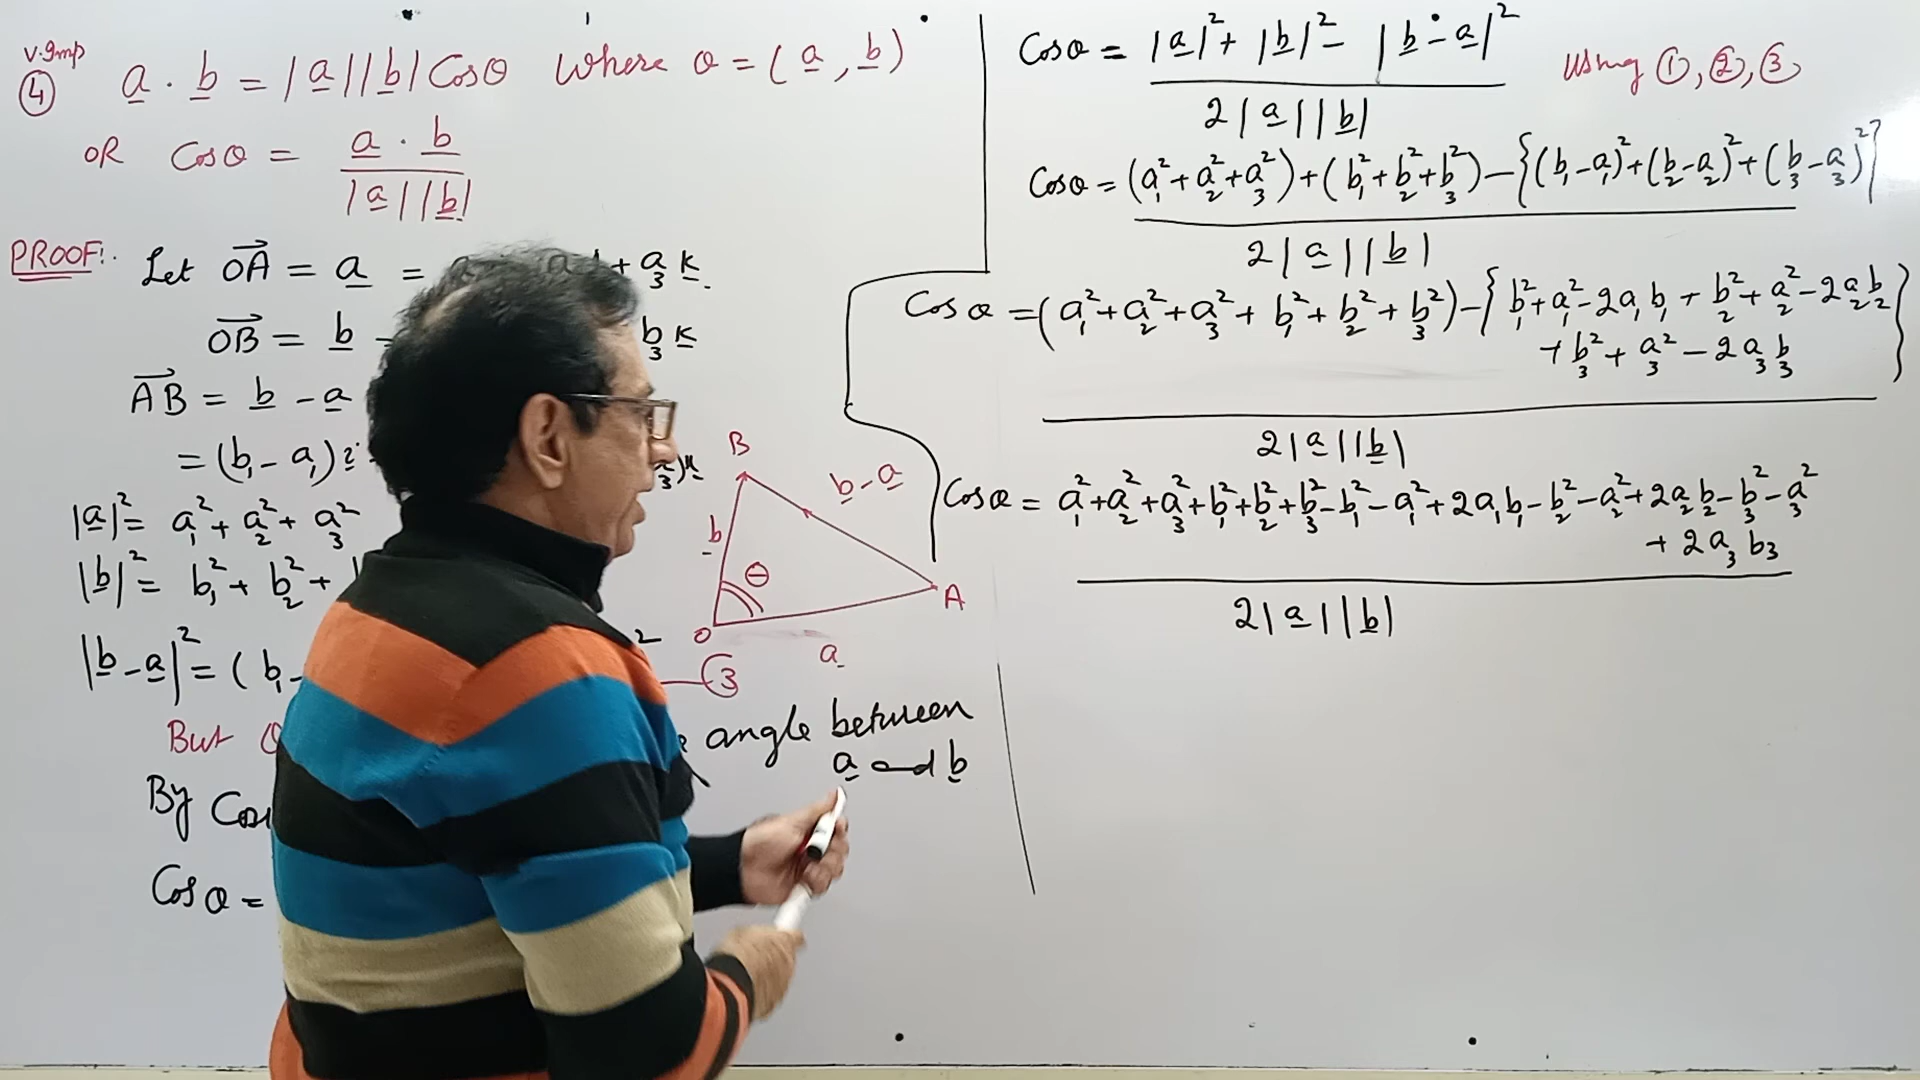 V.Imp
④ a · b = |a||b| Cosθ Where θ = (a, b)
OR Cosθ = a · b
|a||b|
PROOF:. Let OA = a = + a₃ k.
OB = b = b₃ k
AB = b - a
= (b₁ - a₁) i
|a|² = a₁² + a₂² + a₃²
|b|² = b₁² + b₂² +
|b - a|² = (b₁ - ² — ③
But angle between
a and b
By
Cosθ =
B
b
θ
O
a
A
b - a
Cosθ = |a|² + |b|² - |b - a|²
2|a||b|
Using ①, ②, ③
Cosθ = (a₁² + a₂² + a₃²) + (b₁² + b₂² + b₃²) - {(b₁ - a₁)² + (b₂ - a₂)² + (b₃ - a₃)²}
2|a||b|
Cosθ = (a₁² + a₂² + a₃² + b₁² + b₂² + b₃²) - {b₁² + a₁² - 2a₁b₁ + b₂² + a₂² - 2a₂b₂
+ b₃² + a₃² - 2a₃b₃}
2|a||b|
Cosθ = a₁² + a₂² + a₃² + b₁² + b₂² + b₃² - b₁² - a₁² + 2a₁b₁ - b₂² - a₂² + 2a₂b₂ - b₃² - a₃²
+ 2a₃b₃
2|a||b|